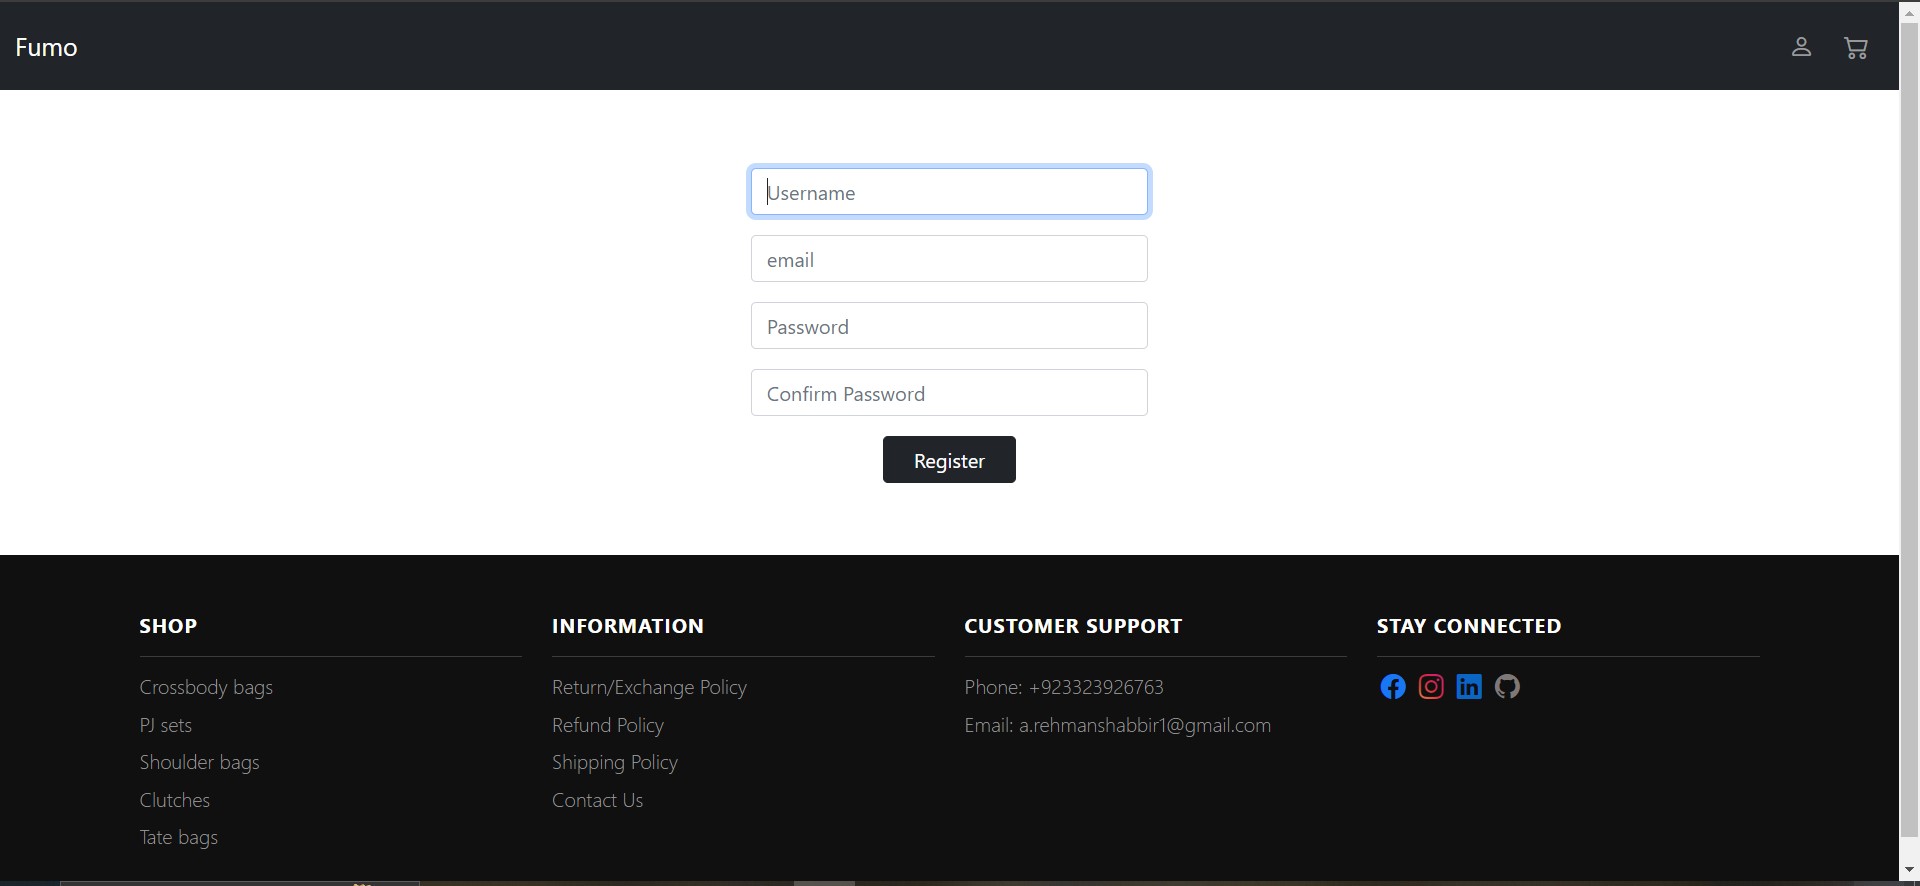 Fumo
Username
email
Password
Confirm Password
Register
SHOP
Crossbody bags
PJ sets
Shoulder bags
Clutches
Tate bags
INFORMATION
Return/Exchange Policy
Refund Policy
Shipping Policy
Contact Us
CUSTOMER SUPPORT
Phone: +923323926763
Email: a.rehmanshabbir1@gmail.com
STAY CONNECTED